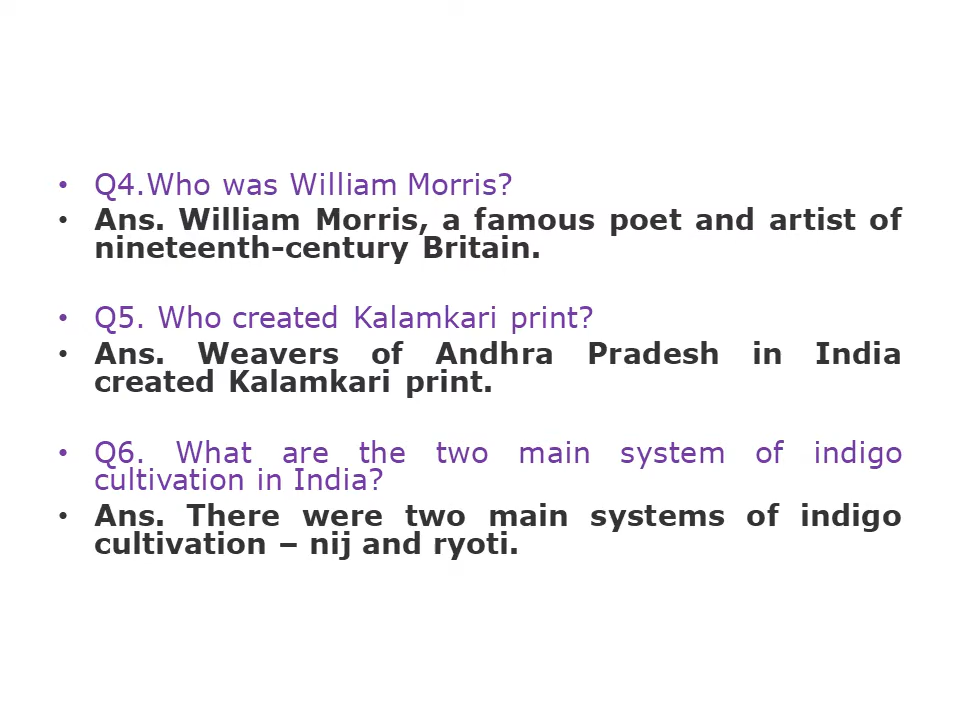 • Q4.Who was William Morris?
• Ans. William Morris, a famous poet and artist of
nineteenth-century Britain.
• Q5. Who created Kalamkari print?
• Ans. Weavers of Andhra Pradesh in India
created Kalamkari print.
• Q6. What are the two main system of indigo
cultivation in India?
• Ans. There were two main systems of indigo
cultivation – nij and ryoti.